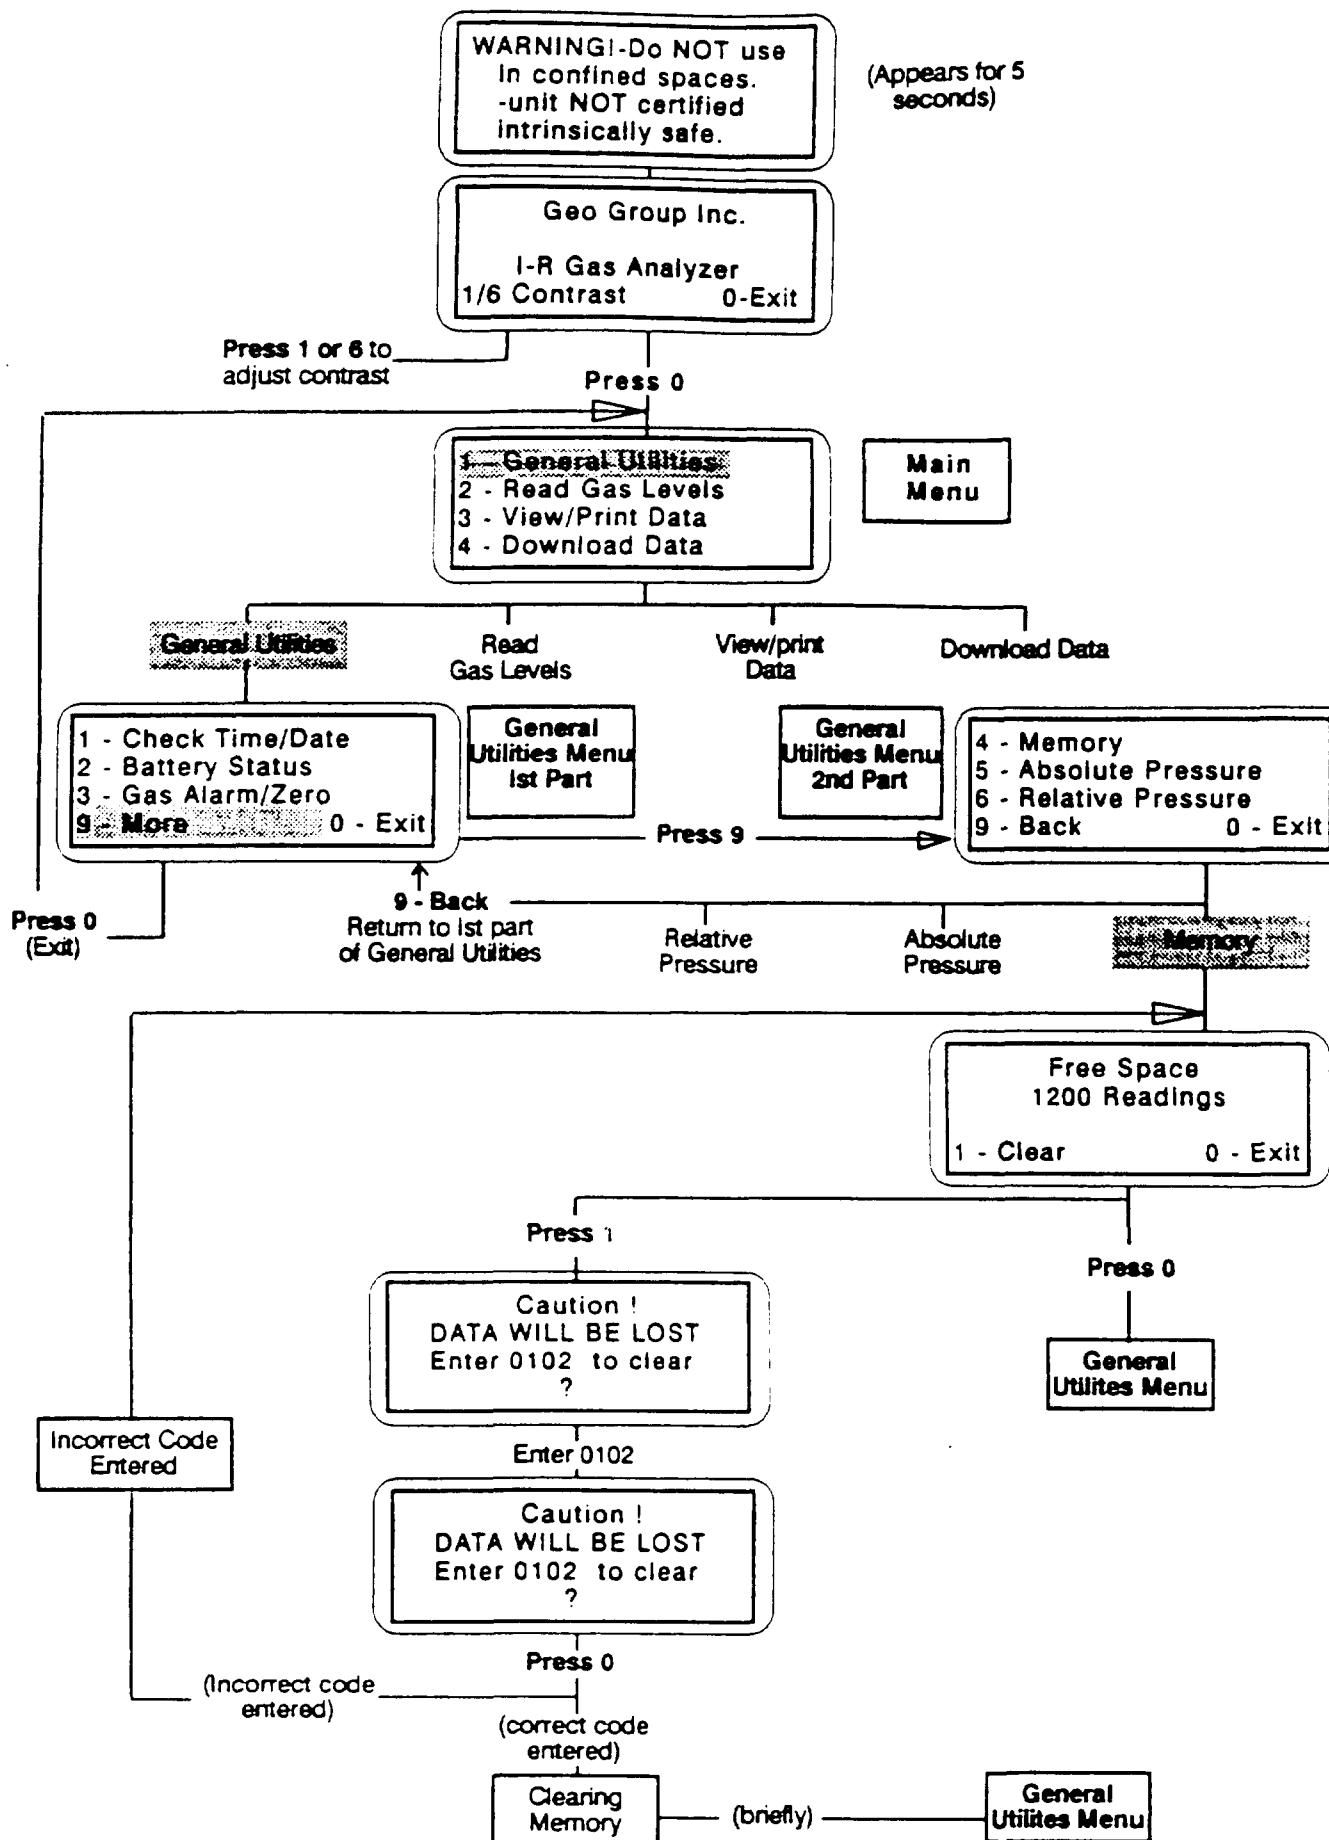 WARNING!-Do NOT use
in confined spaces.
-unit NOT certified
intrinsically safe.
(Appears for 5
seconds)
Geo Group Inc.
I-R Gas Analyzer
1/6 Contrast 0-Exit
Press 1 or 6 to
adjust contrast
Press 0
1 - General Utilities
2 - Read Gas Levels
3 - View/Print Data
4 - Download Data
Main
Menu
General Utilities
Read
Gas Levels
View/print
Data
Download Data
1 - Check Time/Date
2 - Battery Status
3 - Gas Alarm/Zero
9 - More 0 - Exit
General
Utilities Menu
Ist Part
General
Utilities Menu
2nd Part
4 - Memory
5 - Absolute Pressure
6 - Relative Pressure
9 - Back 0 - Exit
Press 9
Press 0
(Exit)
9 - Back
Return to Ist part
of General Utilities
Relative
Pressure
Absolute
Pressure
Memory
Free Space
1200 Readings
1 - Clear 0 - Exit
Press 1
Press 0
Caution !
DATA WILL BE LOST
Enter 0102 to clear
?
General
Utilites Menu
Incorrect Code
Entered
Enter 0102
Caution !
DATA WILL BE LOST
Enter 0102 to clear
?
Press 0
(Incorrect code
entered)
(correct code
entered)
Clearing
Memory
(briefly)
General
Utilites Menu